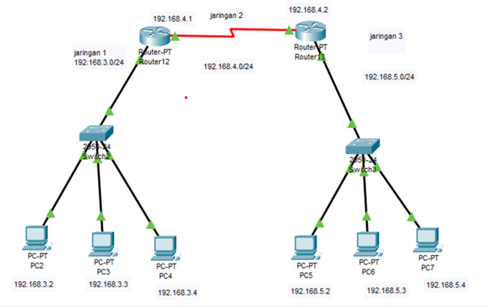 192.168.4.1
jaringan 2
192.168.4.2
jaringan 1
192.168.3.0/24
Router-PT
Router12
192.168.4.0/24
Router-PT
jaringan 3
192.168.5.0/24
2950-24
Switch2
2950-24
Switch3
PC-PT
PC2
PC-PT
PC3
PC-PT
PC4
PC-PT
PC5
PC-PT
PC6
PC-PT
PC7
192.168.3.2
192.168.3.3
192.168.3.4
192.168.5.2
192.168.5.3
192.168.5.4